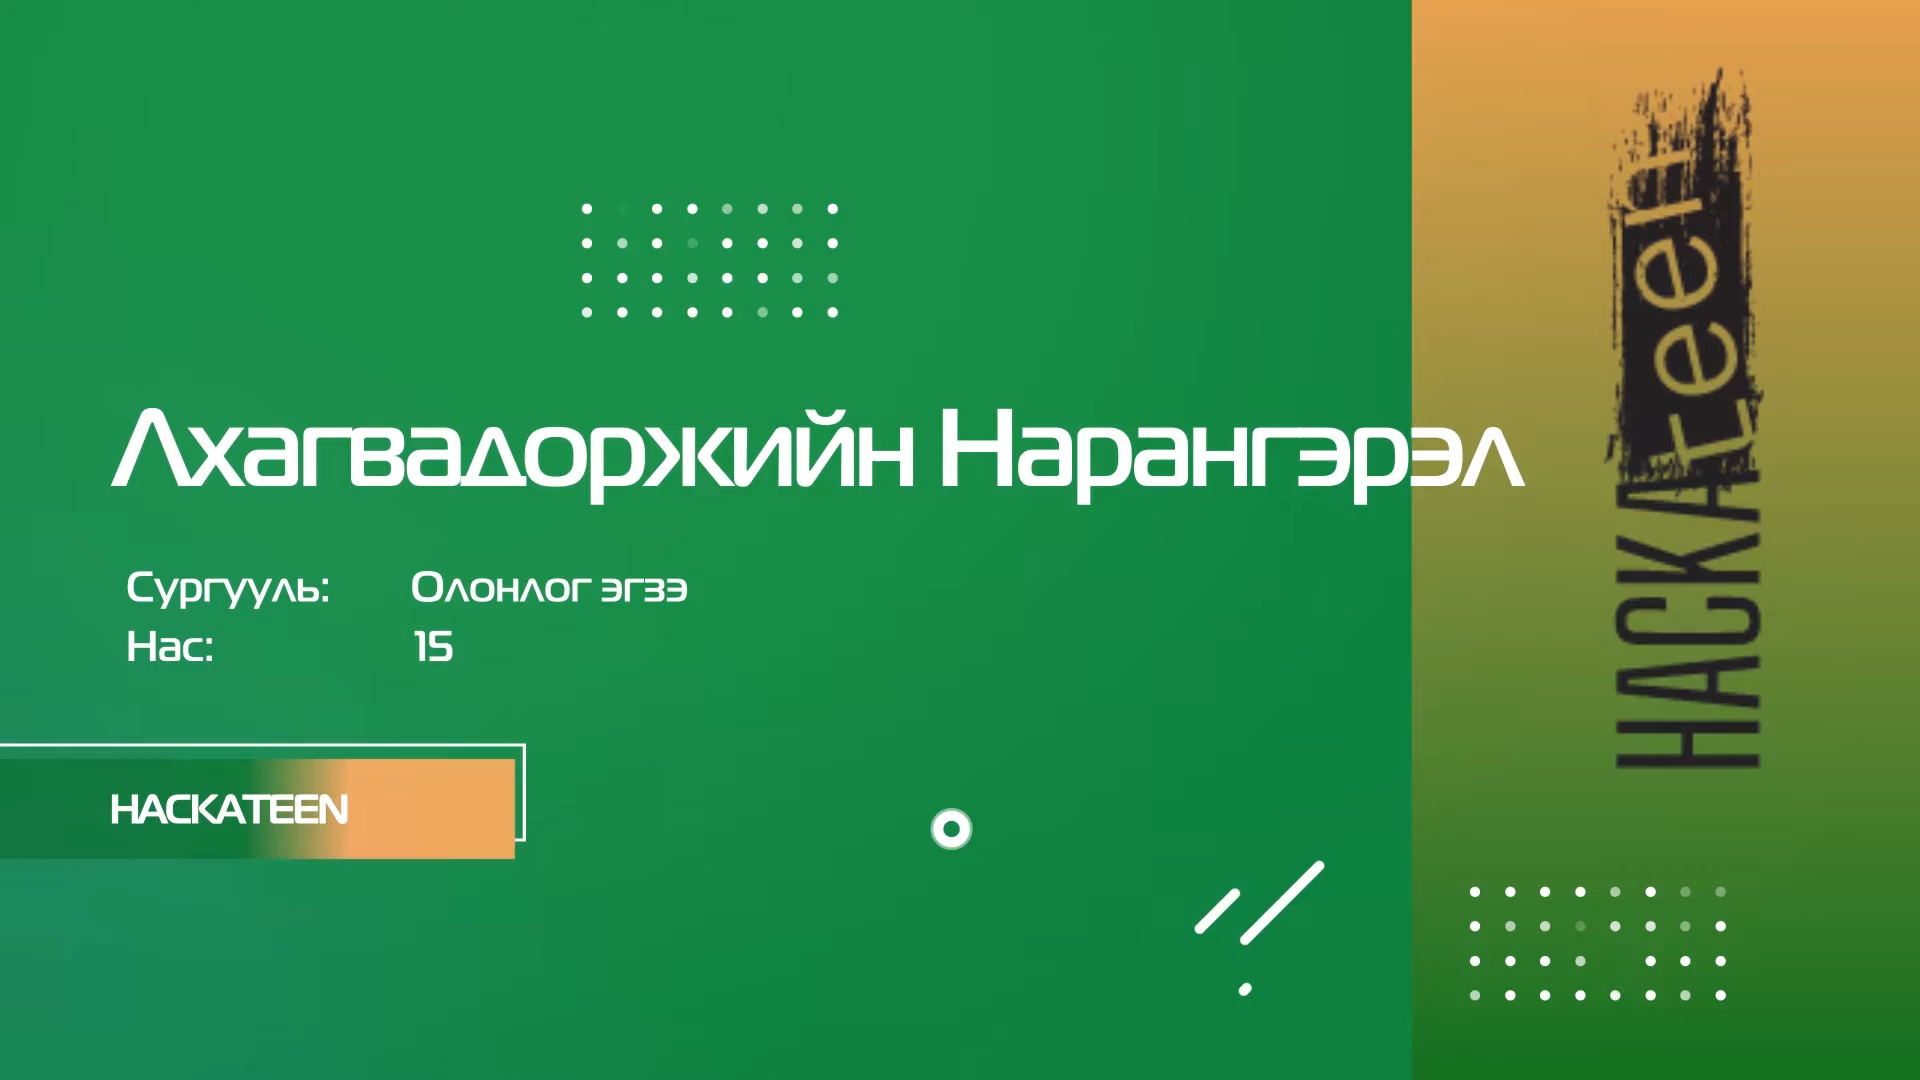 Лхагвадоржийн Нарангэрэл
Сургууль: Олонлог эгзэ
Нас: 15
HACKATEEN
HACKAteen